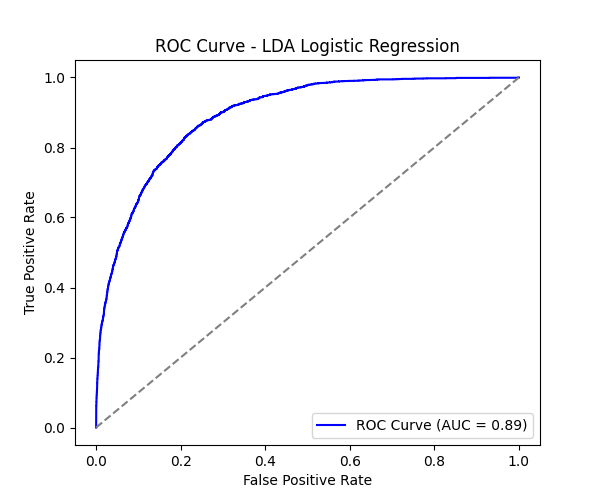 ROC Curve - LDA Logistic Regression
True Positive Rate
1.0
0.8
0.6
0.4
0.2
0.0
ROC Curve (AUC = 0.89)
0.0 0.2 0.4 0.6 0.8 1.0
False Positive Rate